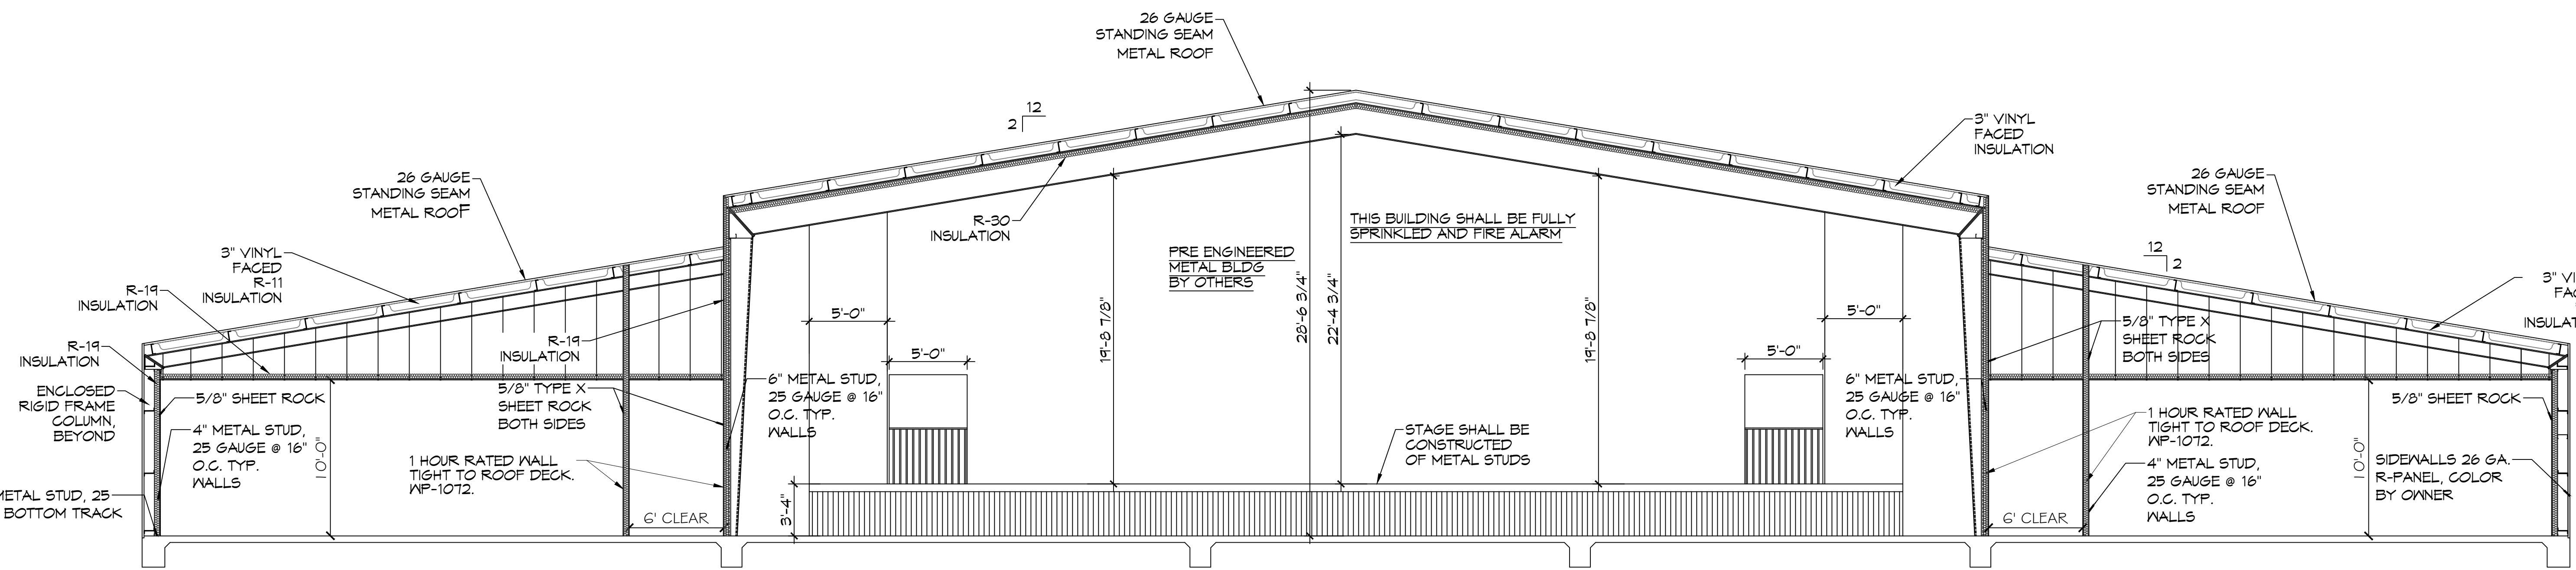 26 GAUGE
STANDING SEAM
METAL ROOF
12
2
3" VINYL
FACED
INSULATION
26 GAUGE
STANDING SEAM
METAL ROOF
26 GAUGE
STANDING SEAM
METAL ROOF
R-30
INSULATION
THIS BUILDING SHALL BE FULLY
SPRINKLED AND FIRE ALARM
PRE ENGINEERED
METAL BLDG
BY OTHERS
3" VINYL
FACED
R-11
INSULATION
R-19
INSULATION
R-19
INSULATION
ENCLOSED
RIGID FRAME
COLUMN,
BEYOND
5/8" SHEET ROCK
4" METAL STUD,
25 GAUGE @ 16"
O.C. TYP.
WALLS
METAL STUD, 25
BOTTOM TRACK
10'-0"
R-19
INSULATION
5/8" TYPE X
SHEET ROCK
BOTH SIDES
1 HOUR RATED WALL
TIGHT TO ROOF DECK.
WP-1072.
6' CLEAR
6" METAL STUD,
25 GAUGE @ 16"
O.C. TYP.
WALLS
3'-4"
5'-0"
5'-0"
19'-8 7/8"
28'-6 3/4"
22'-4 3/4"
STAGE SHALL BE
CONSTRUCTED
OF METAL STUDS
19'-8 7/8"
5'-0"
5'-0"
6" METAL STUD,
25 GAUGE @ 16"
O.C. TYP.
WALLS
12
2
5/8" TYPE X
SHEET ROCK
BOTH SIDES
1 HOUR RATED WALL
TIGHT TO ROOF DECK.
WP-1072.
4" METAL STUD,
25 GAUGE @ 16"
O.C. TYP.
WALLS
6' CLEAR
10'-0"
3" VI
FAC
INSULAT
5/8" SHEET ROCK
SIDEWALLS 26 GA.
R-PANEL, COLOR
BY OWNER